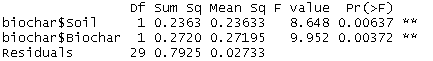 Df Sum Sq Mean Sq F value Pr(>F)
biochar$Soil 1 0.2363 0.23633 8.648 0.00637 **
biochar$Biochar 1 0.2720 0.27195 9.952 0.00372 **
Residuals 29 0.7925 0.02733